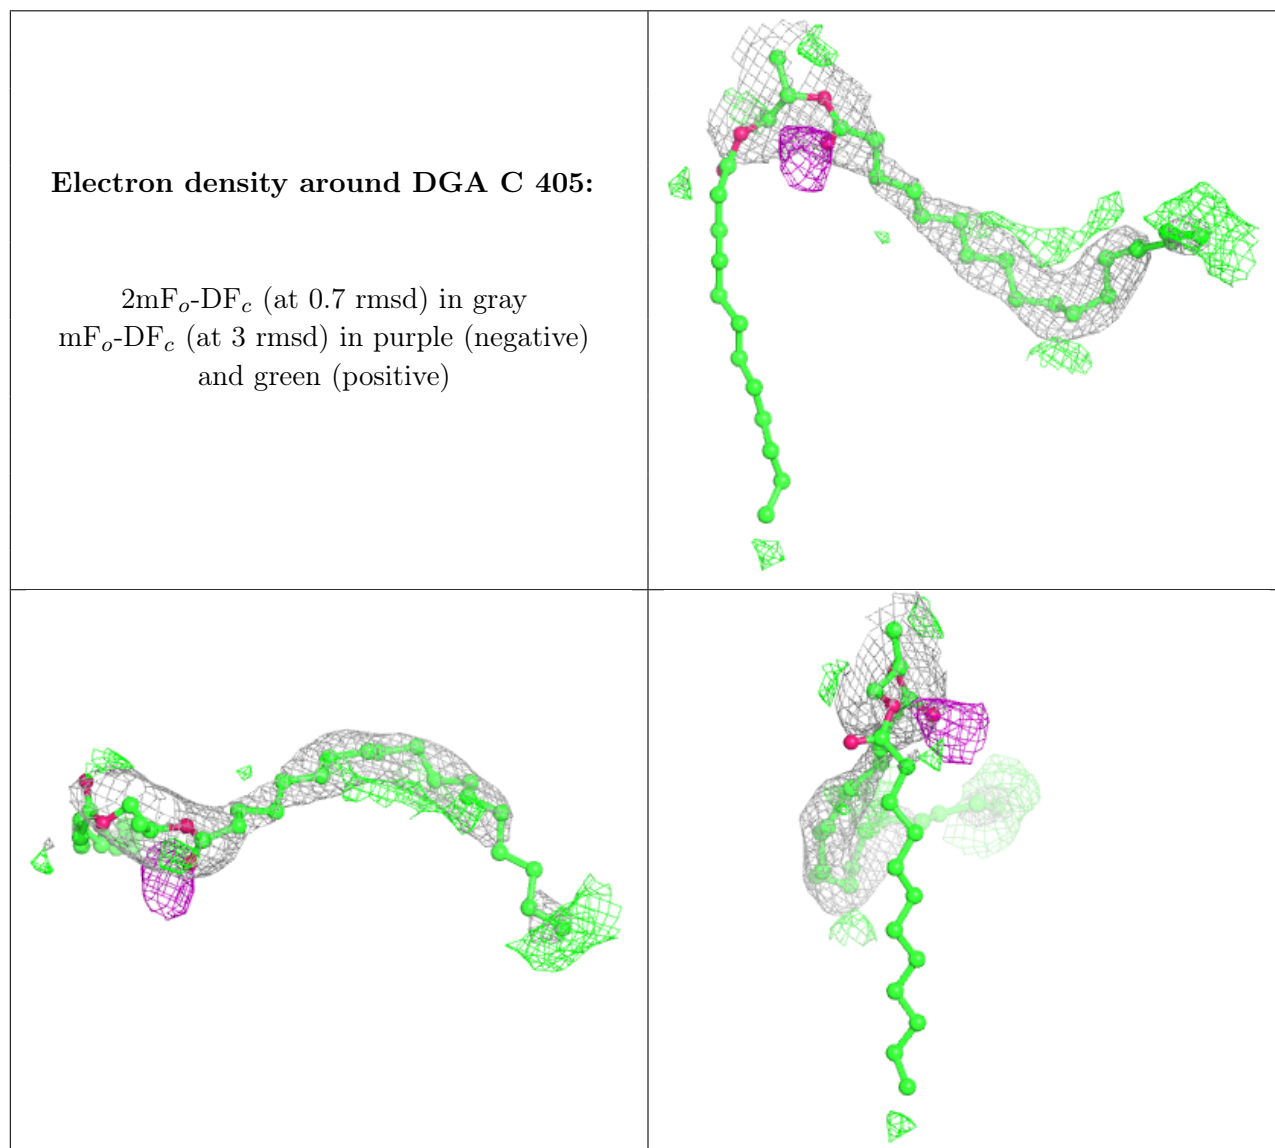 Electron density around DGA C 405:
2mFo-DFc (at 0.7 rmsd) in gray
mFo-DFc (at 3 rmsd) in purple (negative)
and green (positive)